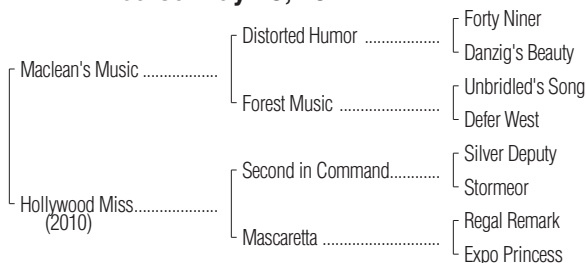 Forty Niner
Distorted Humor ..................
Danzig's Beauty
Maclean's Music ..................
Unbridled's Song
Forest Music ........................
Defer West
Silver Deputy
Second in Command............
Stormeor
Hollywood Miss....................
(2010)
Regal Remark
Mascaretta ............................
Expo Princess